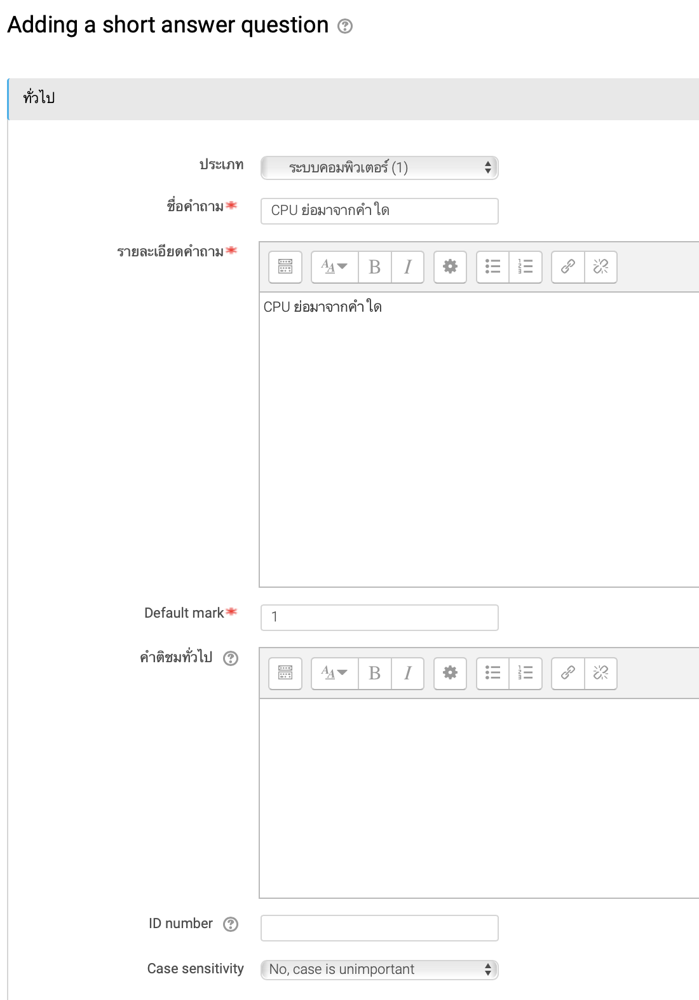 Adding a short answer question
ทั่วไป
ประเภท ระบบคอมพิวเตอร์ (1)
ชื่อคำถาม CPU ย่อมาจากคำ ใด
รายละเอียดคำถาม
CPU ย่อมาจากคำ ใด
Default mark 1
คำติชมทั่วไป
ID number
Case sensitivity No, case is unimportant